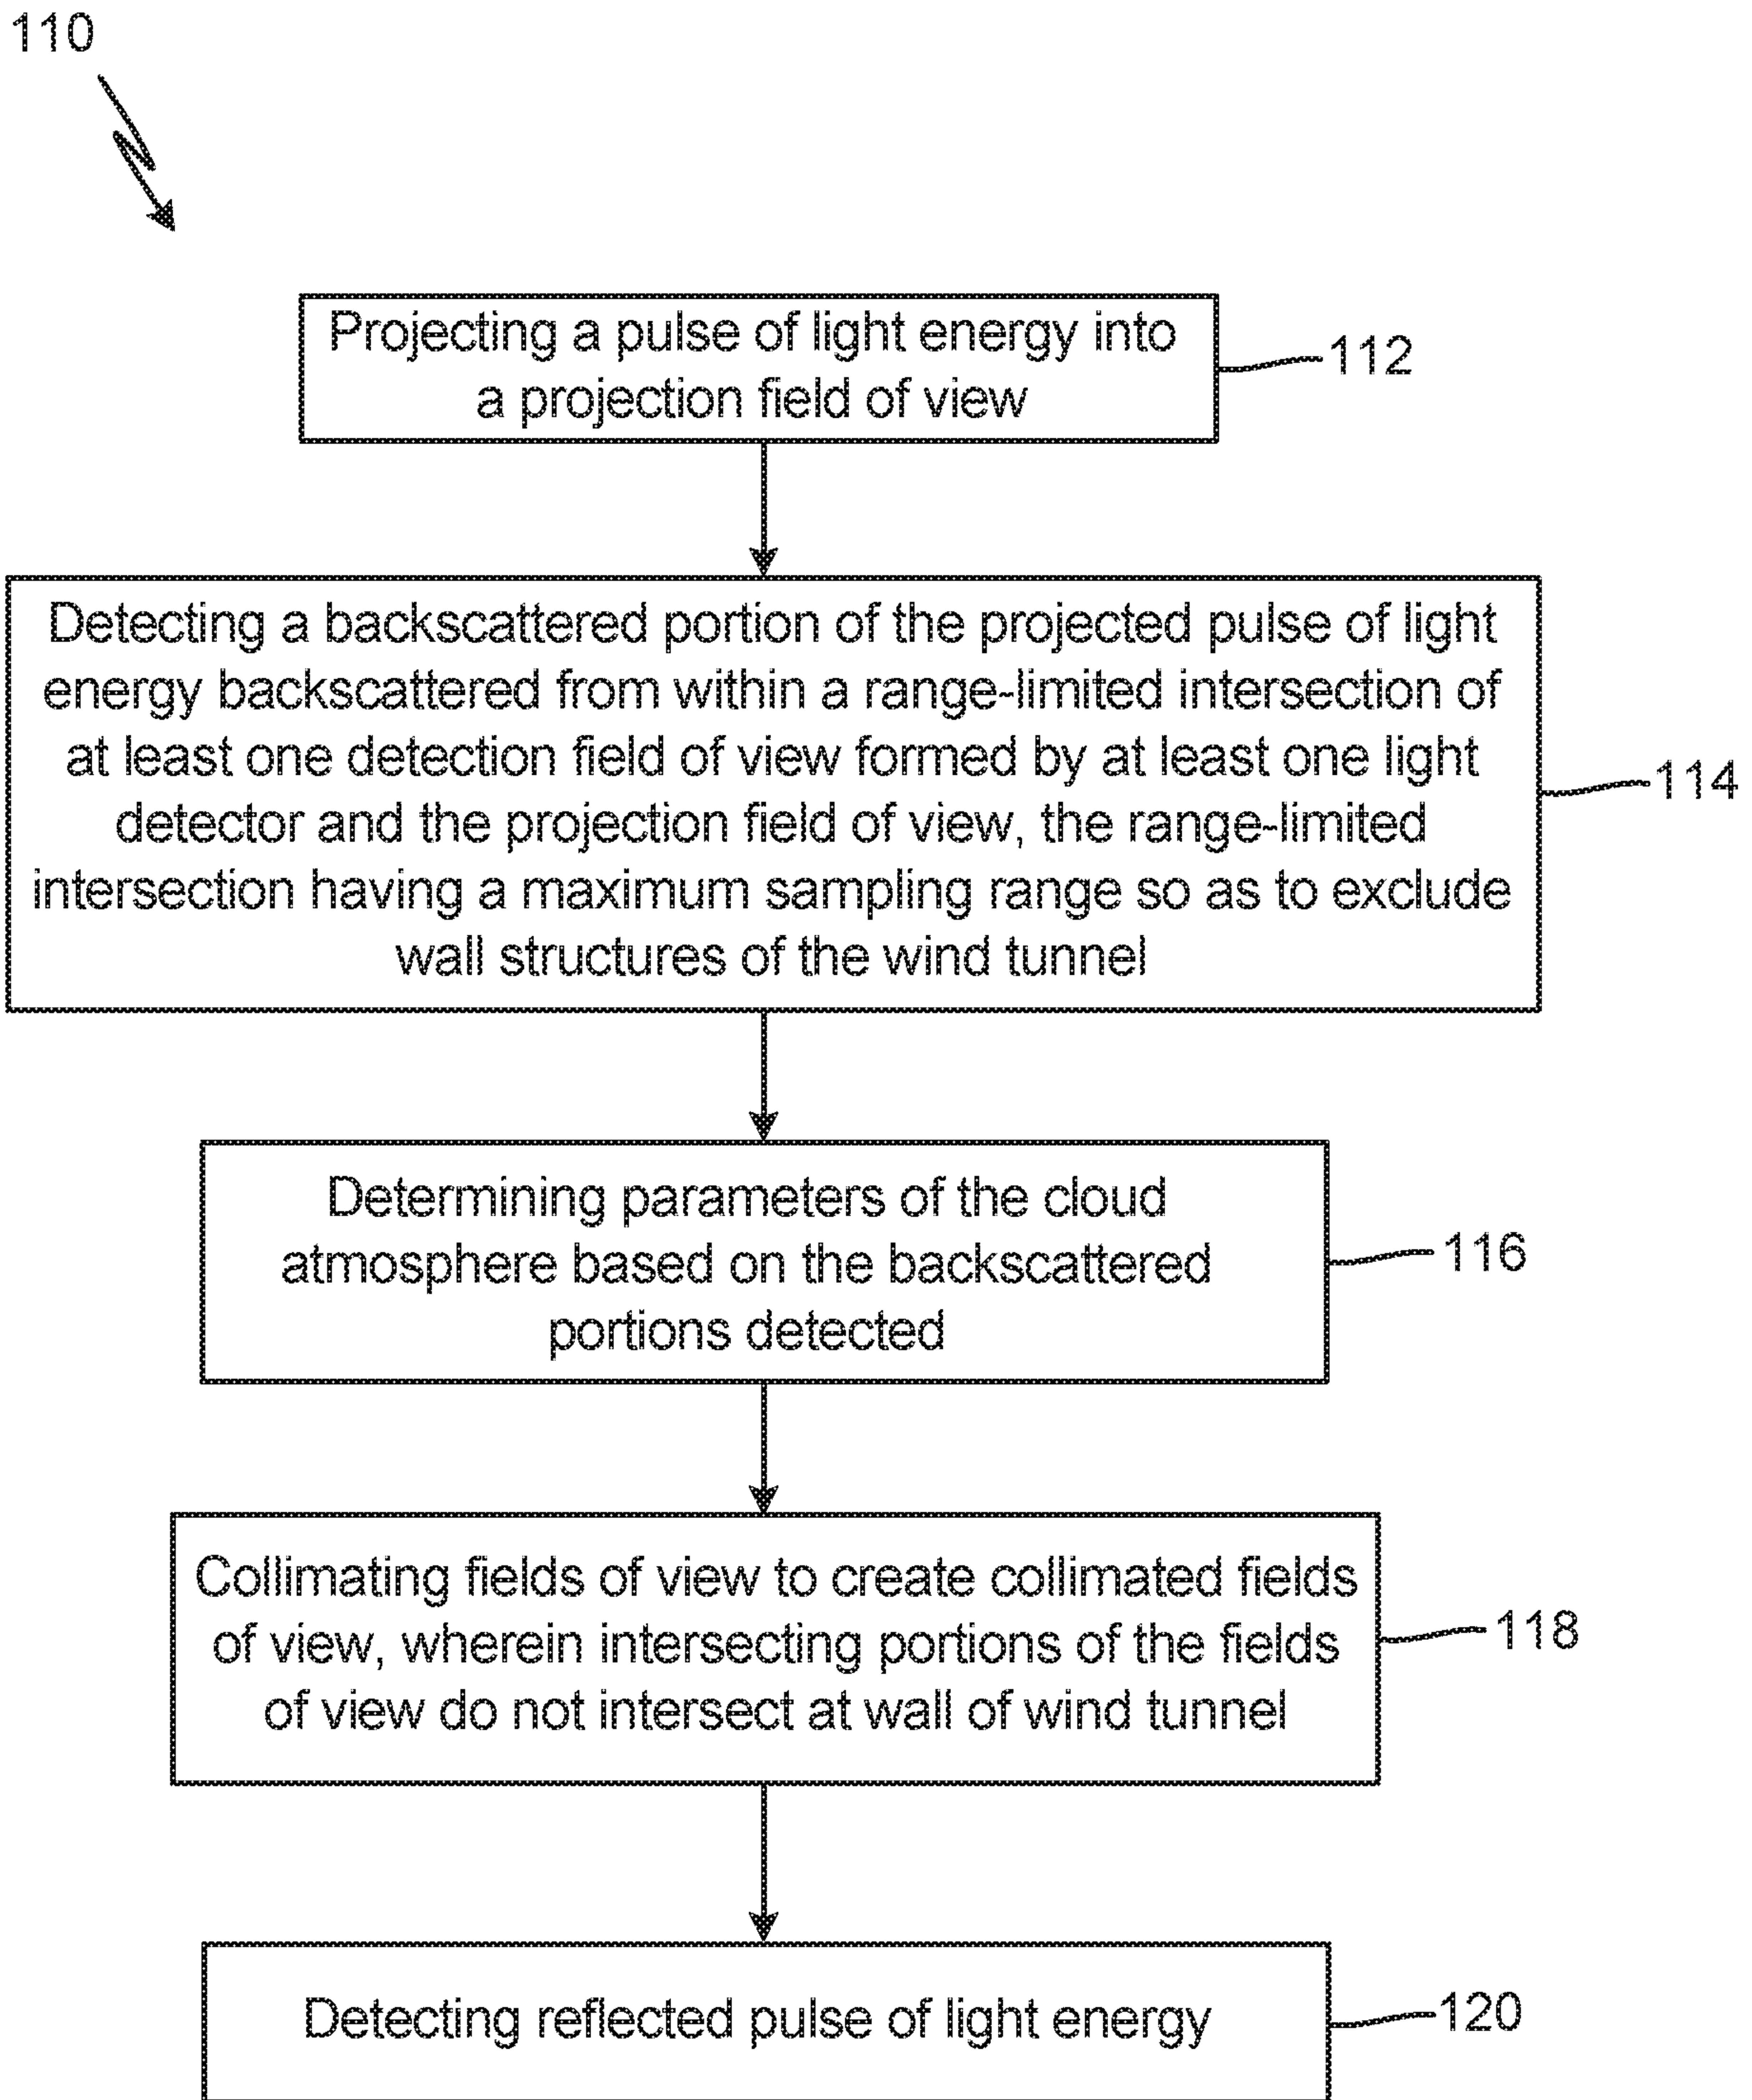 110
Projecting a pulse of light energy into
a projection field of view
112
Detecting a backscattered portion of the projected pulse of light
energy backscattered from within a range-limited intersection of
at least one detection field of view formed by at least one light
detector and the projection field of view, the range-limited
intersection having a maximum sampling range so as to exclude
wall structures of the wind tunnel
114
Determining parameters of the cloud
atmosphere based on the backscattered
portions detected
116
Collimating fields of view to create collimated fields
of view, wherein intersecting portions of the fields
of view do not intersect at wall of wind tunnel
118
Detecting reflected pulse of light energy
120